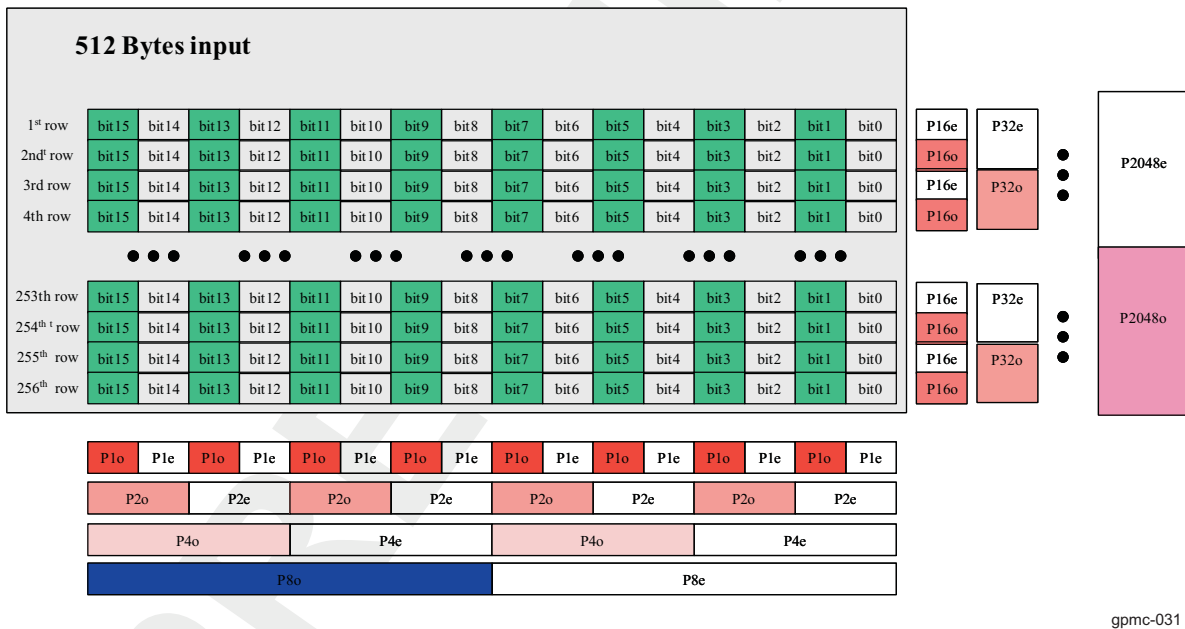 512 Bytes input
1st row bit15 bit14 bit13 bit12 bit11 bit10 bit9 bit8 bit7 bit6 bit5 bit4 bit3 bit2 bit1 bit0 P16e P32e
2ndt row bit15 bit14 bit13 bit12 bit11 bit10 bit9 bit8 bit7 bit6 bit5 bit4 bit3 bit2 bit1 bit0 P16o
P2048e
3rd row bit15 bit14 bit13 bit12 bit11 bit10 bit9 bit8 bit7 bit6 bit5 bit4 bit3 bit2 bit1 bit0 P16e P32o
4th row bit15 bit14 bit13 bit12 bit11 bit10 bit9 bit8 bit7 bit6 bit5 bit4 bit3 bit2 bit1 bit0 P16o
253th row bit15 bit14 bit13 bit12 bit11 bit10 bit9 bit8 bit7 bit6 bit5 bit4 bit3 bit2 bit1 bit0 P16e P32e
254th t row bit15 bit14 bit13 bit12 bit11 bit10 bit9 bit8 bit7 bit6 bit5 bit4 bit3 bit2 bit1 bit0 P16o P2048o
255th row bit15 bit14 bit13 bit12 bit11 bit10 bit9 bit8 bit7 bit6 bit5 bit4 bit3 bit2 bit1 bit0 P16e P32o
256th row bit15 bit14 bit13 bit12 bit11 bit10 bit9 bit8 bit7 bit6 bit5 bit4 bit3 bit2 bit1 bit0 P16o
P1o P1e P1o P1e P1o P1e P1o P1e P1o P1e P1o P1e P1o P1e P1o P1e
P2o P2e P2o P2e P2o P2e P2o P2e
P4o P4e P4o P4e
P8o P8e
gpmc-031